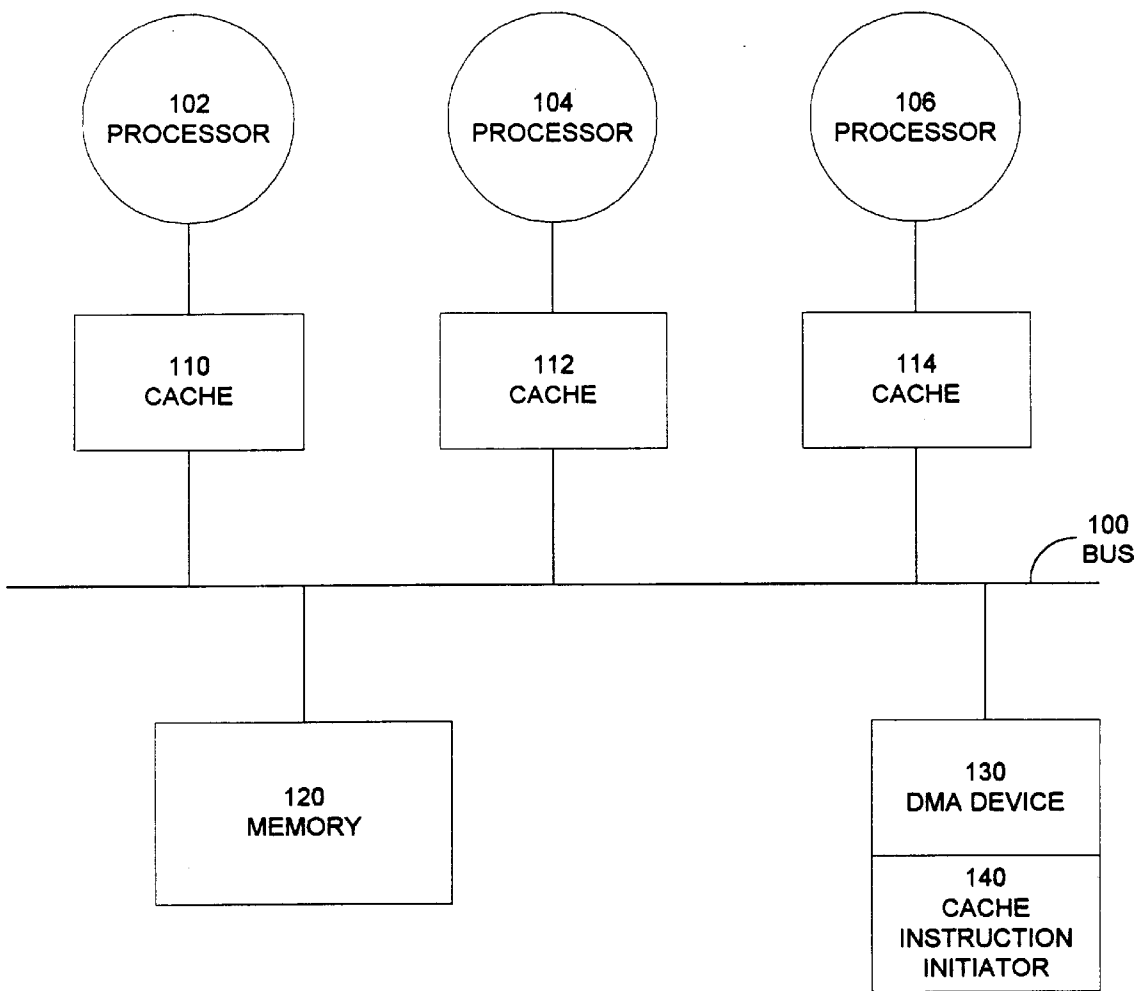 102
PROCESSOR
104
PROCESSOR
106
PROCESSOR
110
CACHE
112
CACHE
114
CACHE
100
BUS
120
MEMORY
130
DMA DEVICE
140
CACHE
INSTRUCTION
INITIATOR